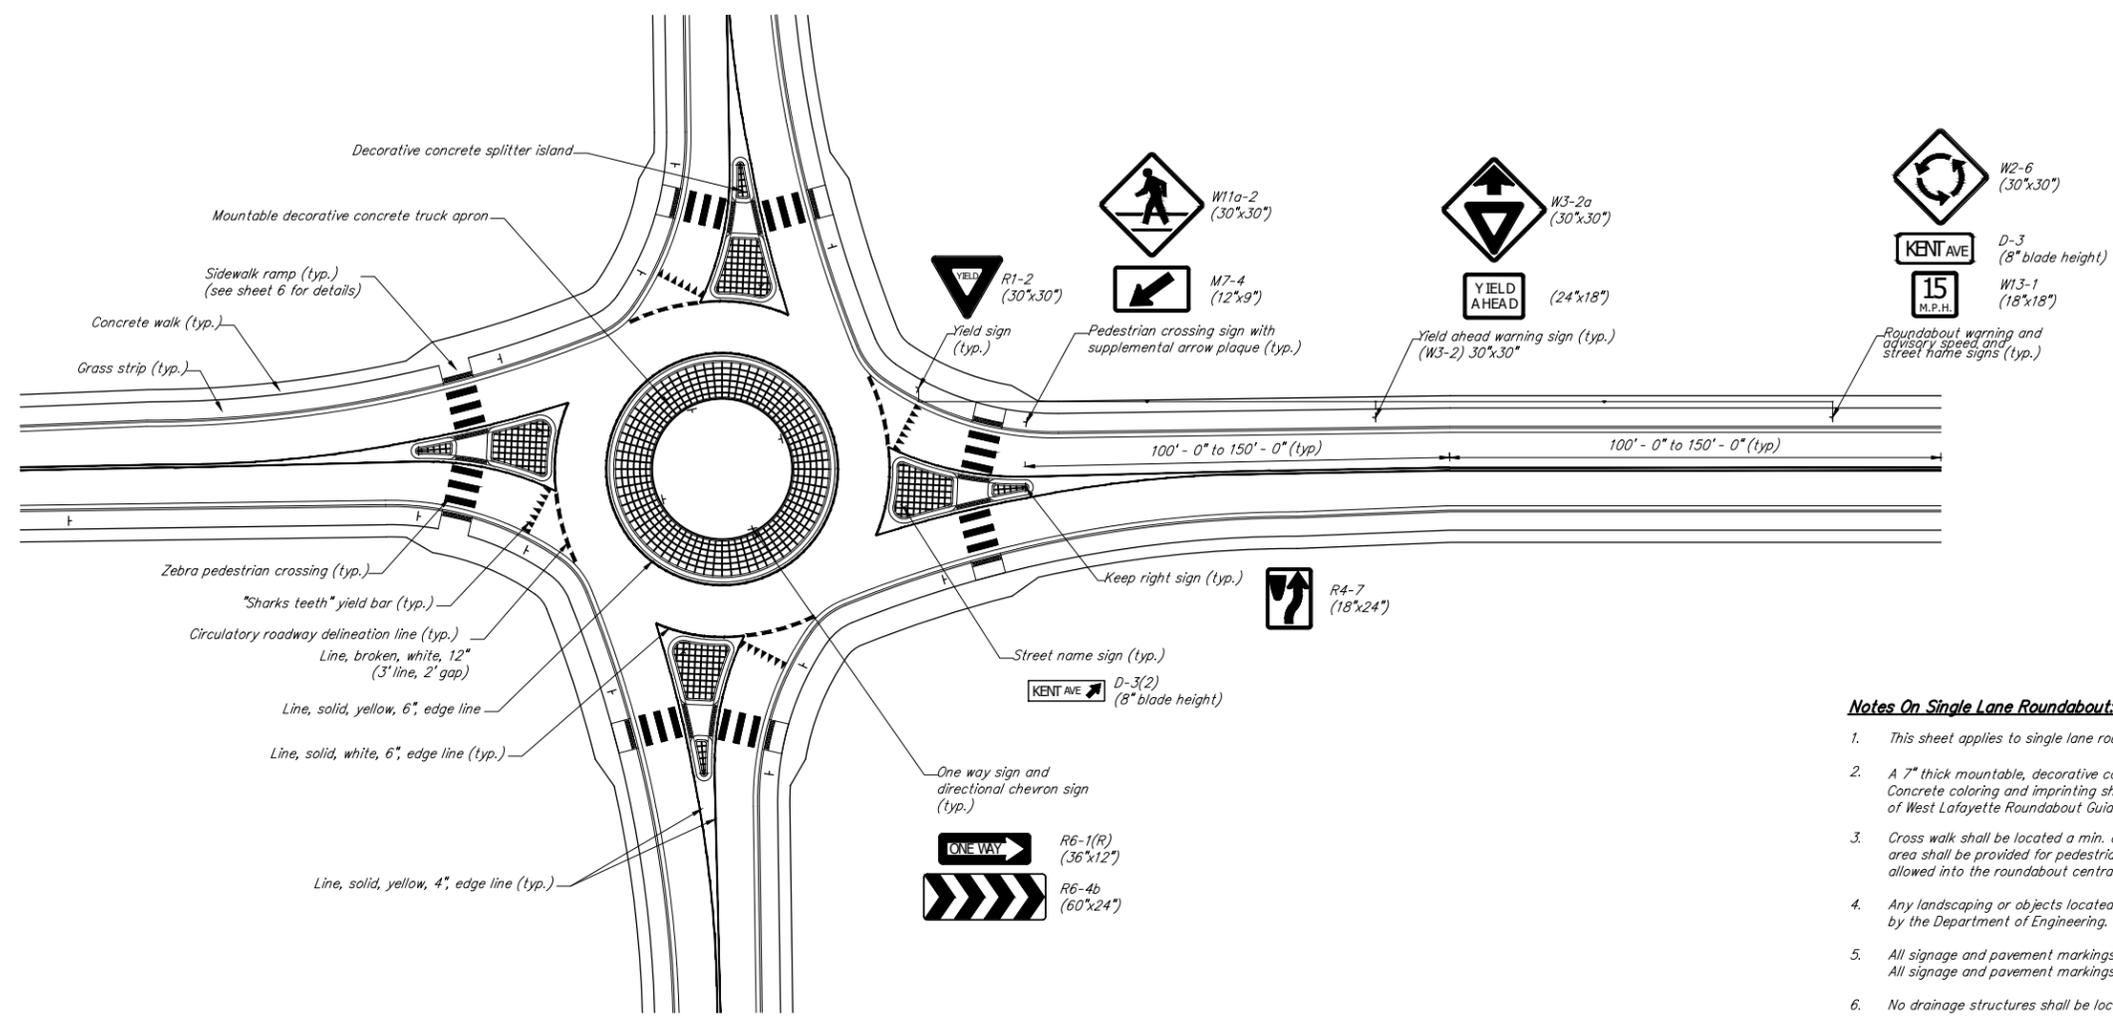 Decorative concrete splitter island
Mountable decorative concrete truck apron
Sidewalk ramp (typ.)
(see sheet 6 for details)
Concrete walk (typ.)
Grass strip (typ.)
YIELD
R1-2
(30"x30")
Yield sign
(typ.)
W11a-2
(30"x30")
M7-4
(12"x9")
Pedestrian crossing sign with
supplemental arrow plaque (typ.)
W3-2a
(30"x30")
YIELD
AHEAD
(24"x18")
Yield ahead warning sign (typ.)
(W3-2) 30"x30"
W2-6
(30"x30")
KENT AVE
D-3
(8" blade height)
15
M.P.H.
W13-1
(18"x18")
Roundabout warning and
advisory speed and
street name signs (typ.)
100' - 0" to 150' - 0" (typ)
100' - 0" to 150' - 0" (typ)
Zebra pedestrian crossing (typ.)
"Sharks teeth" yield bar (typ.)
Circulatory roadway delineation line (typ.)
Line, broken, white, 12"
(3' line, 2' gap)
Line, solid, yellow, 6", edge line
Line, solid, white, 6", edge line (typ.)
Line, solid, yellow, 4", edge line (typ.)
Keep right sign (typ.)
R4-7
(18"x24")
Street name sign (typ.)
KENT AVE
D-3(2)
(8" blade height)
One way sign and
directional chevron sign
(typ.)
ONE WAY
R6-1(R)
(36"x12")
R6-4b
(60"x24")
Notes On Single Lane Roundabout:
1. This sheet applies to single lane
2. A 7" thick mountable, decorative
Concrete coloring and imprinting
of West Lafayette Roundabout
3. Cross walk shall be located a min.
area shall be provided for
allowed into the roundabout
4. Any landscaping or objects located
by the Department of Engineering.
5. All signage and pavement markings
All signage and pavement markings
6. No drainage structures shall be